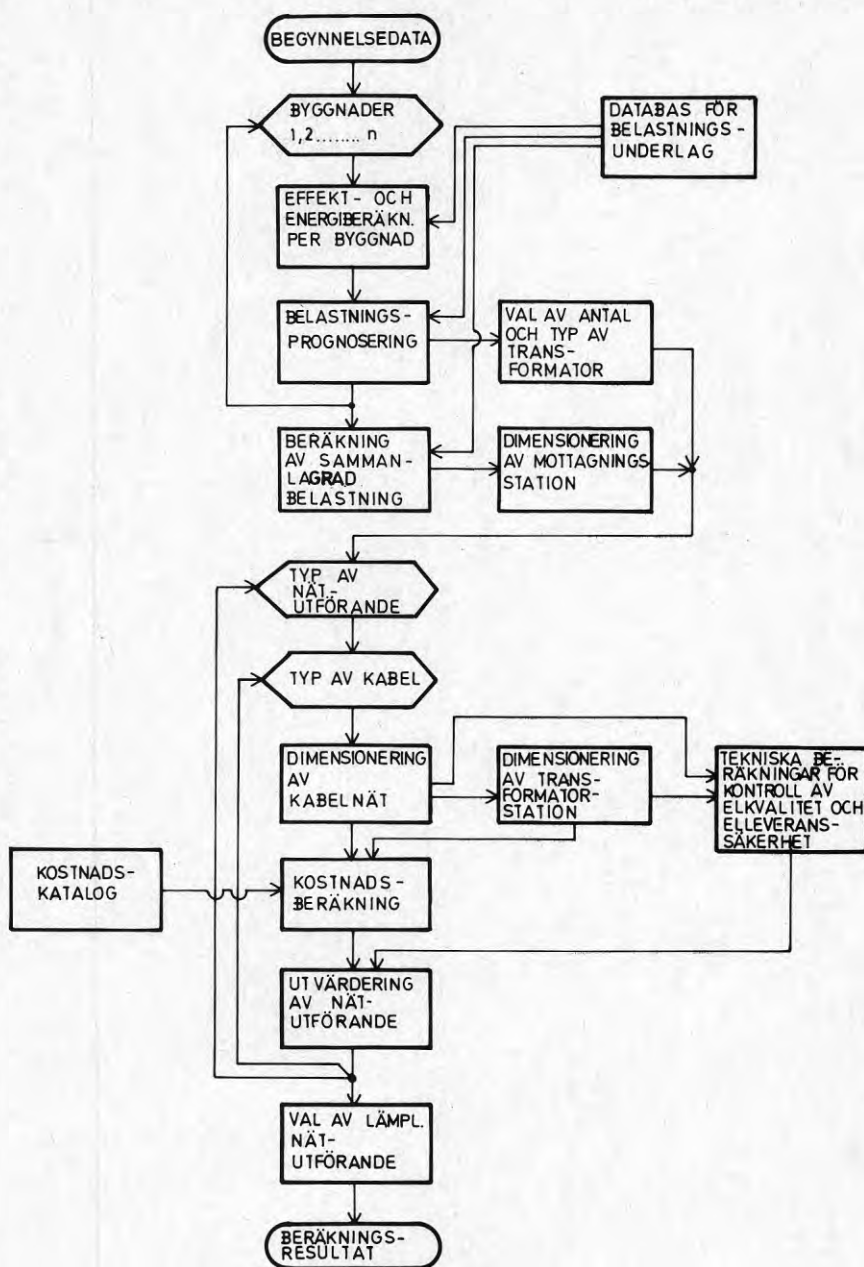 BEGYNNELSEDATA
BYGGNADER
1,2........ n
DATABAS FÖR
BELASTNINGS-
UNDERLAG
EFFEKT- OCH
ENERGIBERÄKN.
PER BYGGNAD
BELASTNINGS-
PROGNOSERING
VAL AV ANTAL
OCH TYP AV
TRANS-
FORMATOR
BERÄKNING
AV SAMMAN-
LAGRAD
BELASTNING
DIMENSIONERING
AV MOTTAGNINGS
STATION
TYP AV
NÄT-
UTFÖRANDE
TYP AV KABEL
DIMENSIONERING
AV
KABELNÄT
DIMENSIONERING
AV TRANS-
FORMATOR-
STATION
TEKNISKA BE-
RÄKNINGAR FÖR
KONTROLL AV
ELKVALITET OCH
ELLEVERANS-
SÄKERHET
KOSTNADS-
KATALOG
KOSTNADS-
BERÄKNING
UTVÄRDERING
AV NÄT-
UTFÖRANDE
VAL AV LÄMPL.
NÄT-
UTFÖRANDE
BERÄKNINGS-
RESULTAT